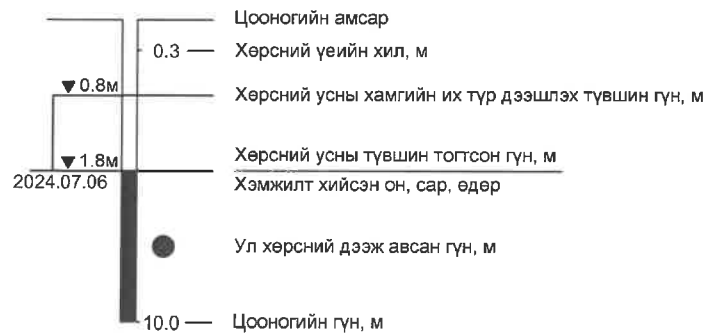 Цооногийн амсар
0.3 Хөрсний үеийн хил, м
▼0.8м Хөрсний усны хамгийн их түр дээшлэх түвшин гүн, м
▼1.8м Хөрсний усны түвшин тогтсон гүн, м
2024.07.06 Хэмжилт хийсэн он, сар, өдөр
Ул хөрсний дээж авсан гүн, м
10.0 Цооногийн гүн, м